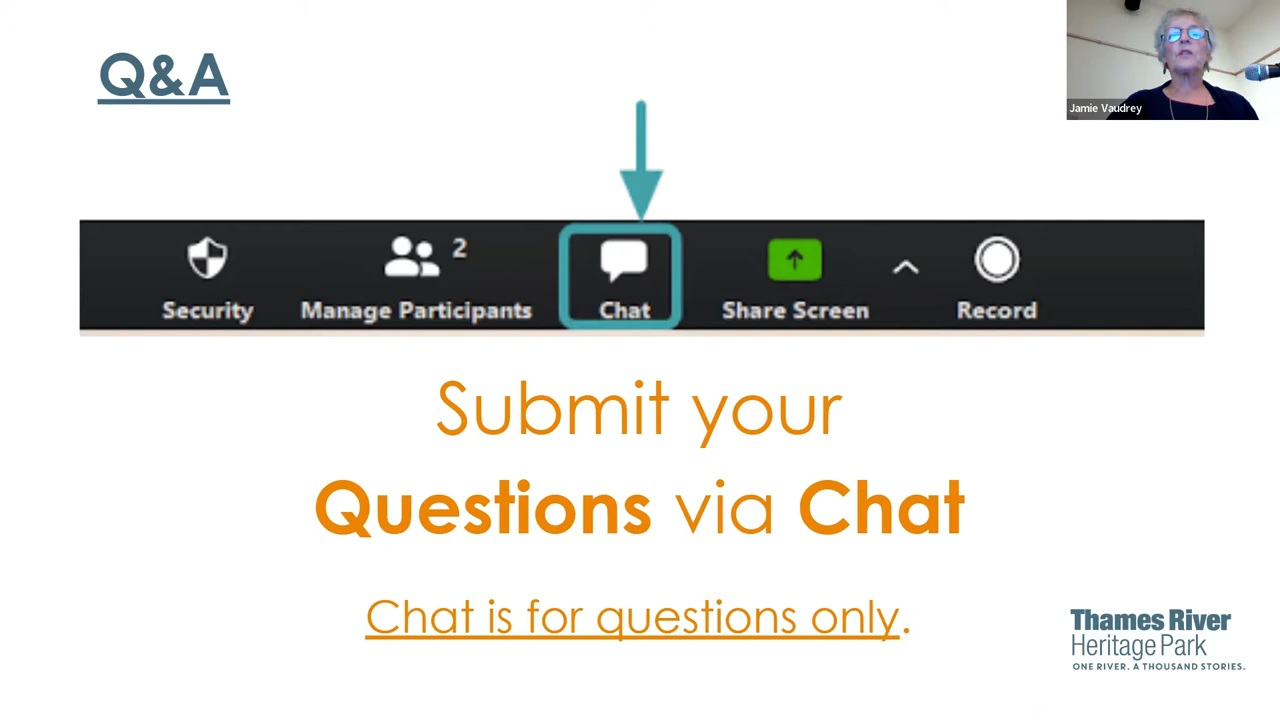 Q&A
Jamie Vaudrey
2
Security
Manage Participants
Chat
Share Screen
Record
Submit your
Questions via Chat
Chat is for questions only.
Thames River
Heritage Park
ONE RIVER. A THOUSAND STORIES.